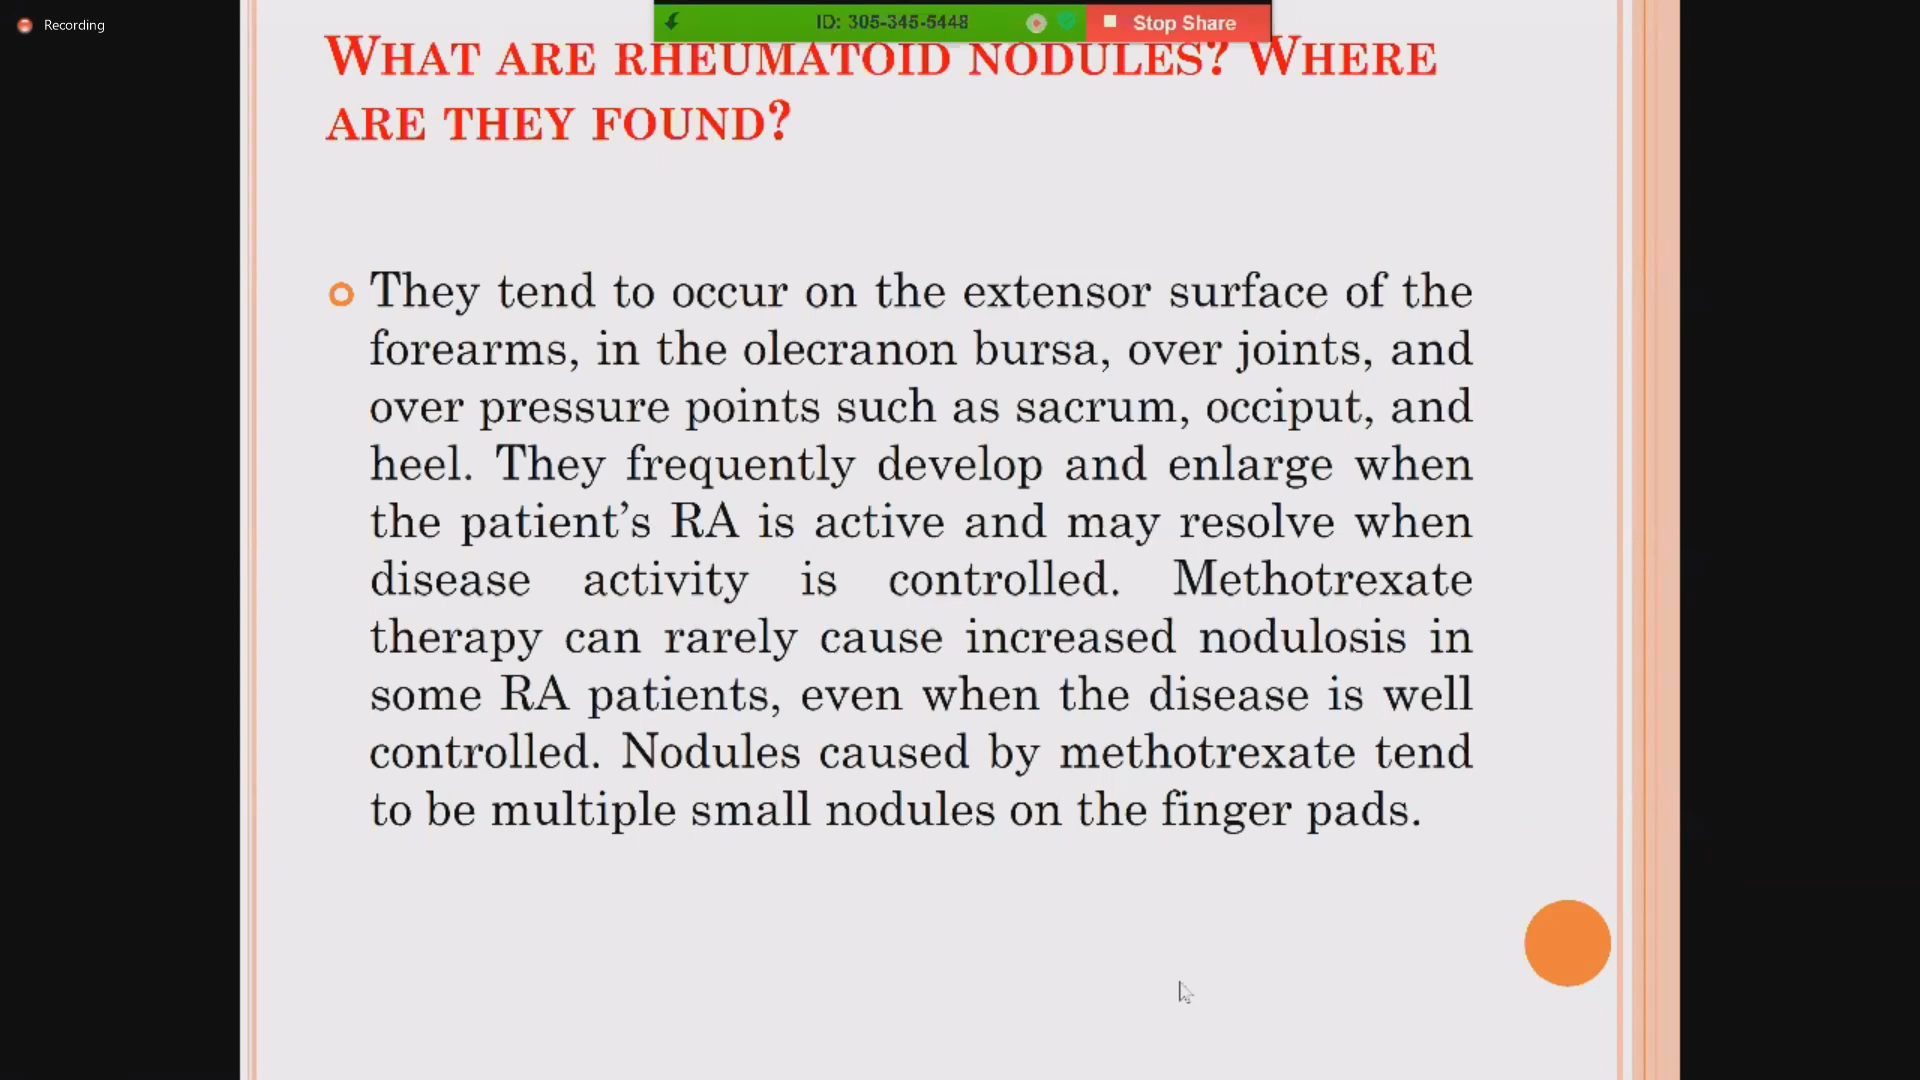 Recording
ID: 305-345-5448
Stop Share
WHAT ARE RHEUMATOID NODULES? WHERE
ARE THEY FOUND?
They tend to occur on the extensor surface of the
forearms, in the olecranon bursa, over joints, and
over pressure points such as sacrum, occiput, and
heel. They frequently develop and enlarge when
the patient’s RA is active and may resolve when
disease activity is controlled. Methotrexate
therapy can rarely cause increased nodulosis in
some RA patients, even when the disease is well
controlled. Nodules caused by methotrexate tend
to be multiple small nodules on the finger pads.